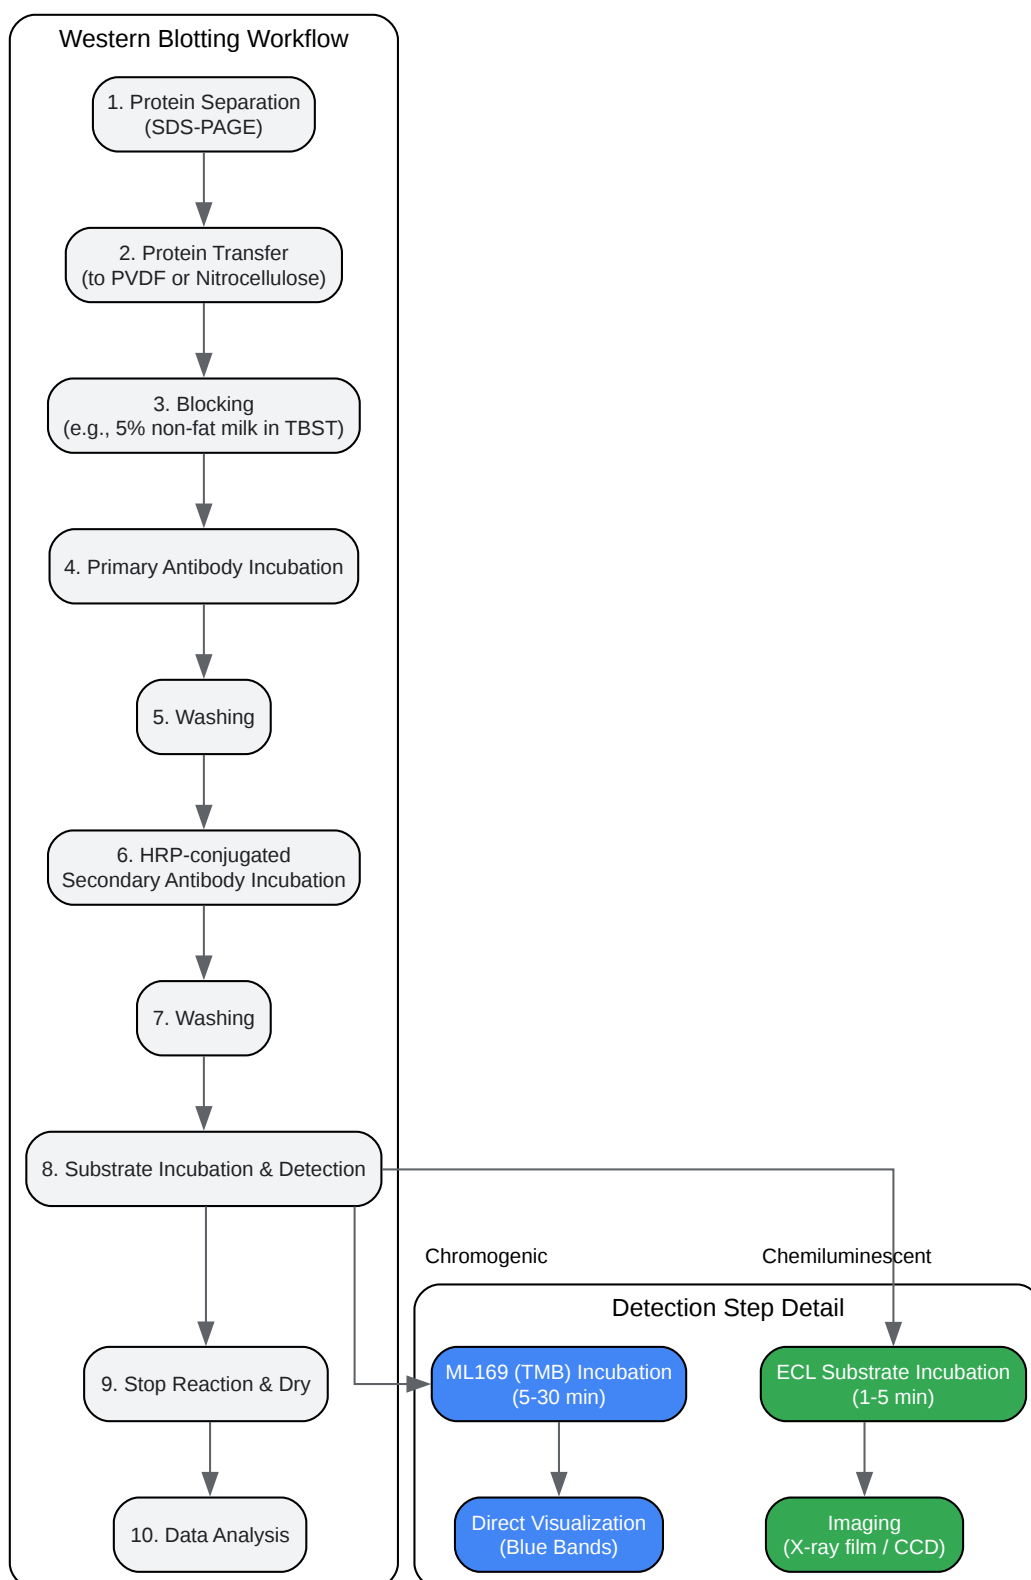 Western Blotting Workflow
1. Protein Separation
(SDS-PAGE)
2. Protein Transfer
(to PVDF or Nitrocellulose)
3. Blocking
(e.g., 5% non-fat milk in TBST)
4. Primary Antibody Incubation
5. Washing
6. HRP-conjugated
Secondary Antibody Incubation
7. Washing
8. Substrate Incubation & Detection
9. Stop Reaction & Dry
10. Data Analysis
Chromogenic
Chemiluminescent
Detection Step Detail
ML169 (TMB) Incubation
(5-30 min)
Direct Visualization
(Blue Bands)
ECL Substrate Incubation
(1-5 min)
Imaging
(X-ray film / CCD)